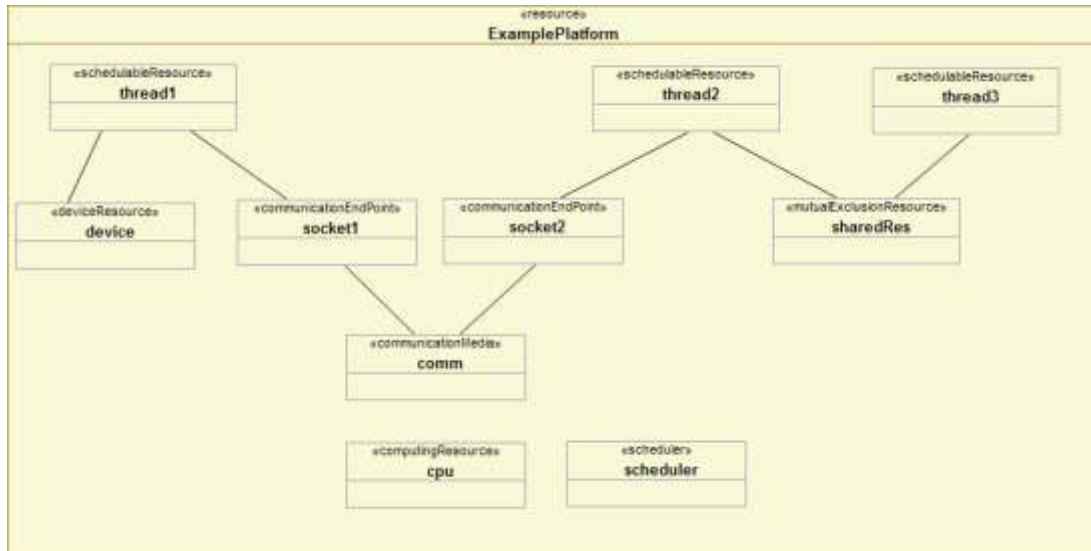 «resource»
ExamplePlatform
«schedulableResource»
thread1
«schedulableResource»
thread2
«schedulableResource»
thread3
«deviceResource»
device
«communicationEndPoint»
socket1
«communicationEndPoint»
socket2
«mutualExclusionResource»
sharedRes
«communicationMedia»
comm
«computingResource»
cpu
«scheduler»
scheduler